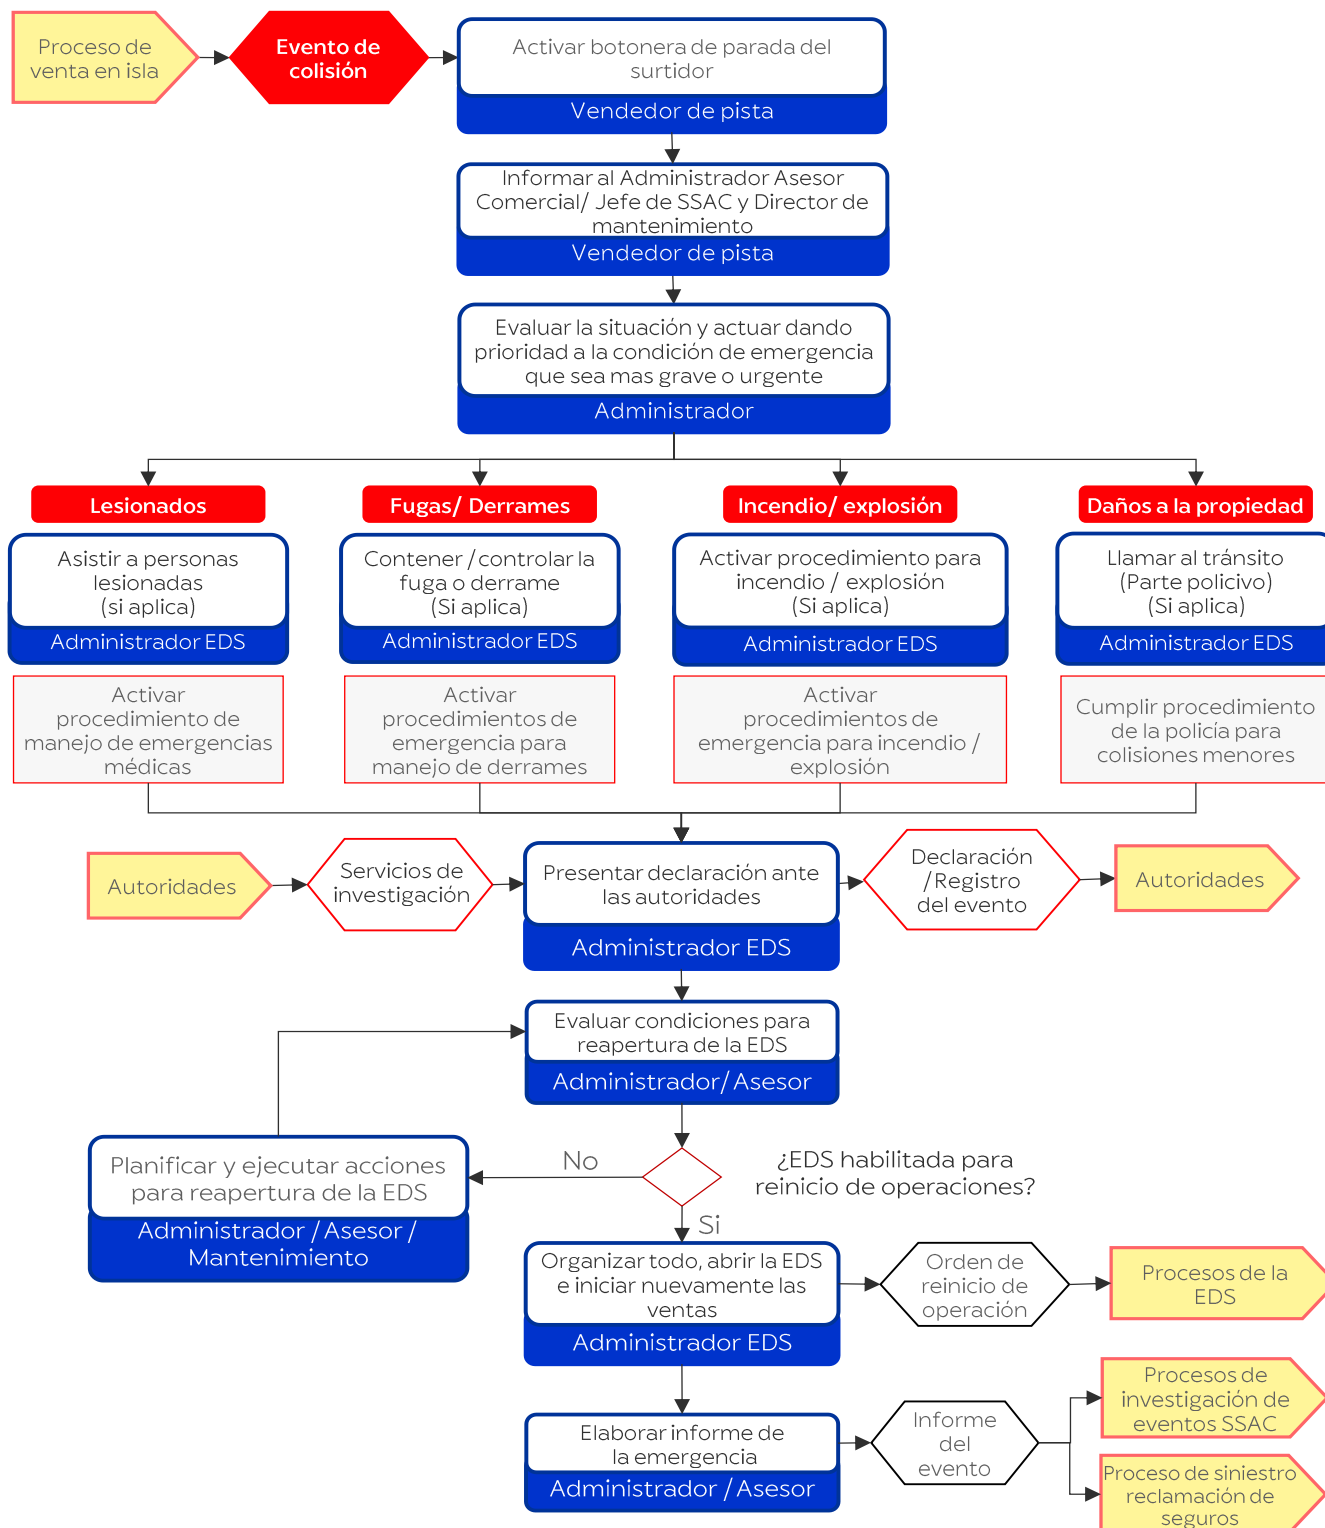 Proceso de
venta en isla
Evento de
colisión
Activar botonera de parada del
surtidor
Vendedor de pista
Informar al Administrador Asesor
Comercial/ Jefe de SSAC y Director de
mantenimiento
Vendedor de pista
Evaluar la situación y actuar dando
prioridad a la condición de emergencia
que sea mas grave o urgente
Administrador
Lesionados
Asistir a personas
lesionadas
(si aplica)
Administrador EDS
Activar
procedimiento de
manejo de emergencias
médicas
Fugas/ Derrames
Contener / controlar la
fuga o derrame
(Si aplica)
Administrador EDS
Activar
procedimientos de
emergencia para
manejo de derrames
Incendio/ explosión
Activar procedimiento para
incendio / explosión
(Si aplica)
Administrador EDS
Activar
procedimientos de
emergencia para incendio /
explosión
Daños a la propiedad
Llamar al tránsito
(Parte policivo)
(Si aplica)
Administrador EDS
Cumplir procedimiento
de la policía para
colisiones menores
Autoridades
Servicios de
investigación
Presentar declaración ante
las autoridades
Administrador EDS
Declaración
/Registro
del evento
Autoridades
Evaluar condiciones para
reapertura de la EDS
Administrador/ Asesor
Planificar y ejecutar acciones
para reapertura de la EDS
Administrador / Asesor /
Mantenimiento
No
¿EDS habilitada para
reinicio de operaciones?
Si
Organizar todo, abrir la EDS
e iniciar nuevamente las
ventas
Administrador EDS
Orden de
reinicio de
operación
Procesos de la
EDS
Elaborar informe de
la emergencia
Administrador / Asesor
Informe
del
evento
Procesos de
investigación de
eventos SSAC
Proceso de siniestro
reclamación de
seguros